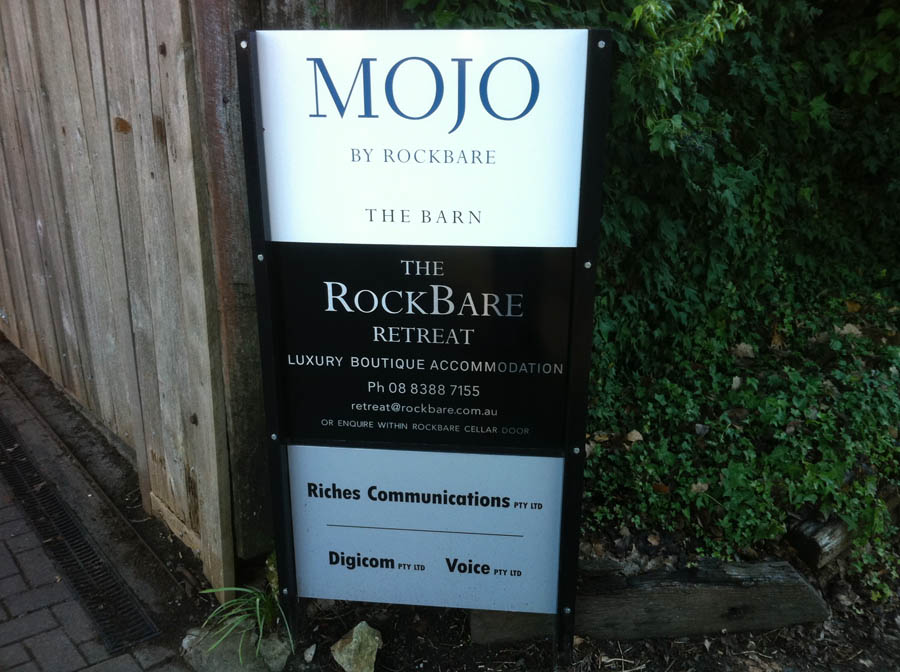 MOJO
BY ROCKBARE
THE BARN
THE
ROCKBARE
RETREAT
LUXURY BOUTIQUE ACCOMMODATION
Ph 08 8388 7155
retreat@rockbare.com.au
OR ENQUIRE WITHIN ROCKBARE CELLAR DOOR
Riches Communications PTY LTD
Digicom PTY LTD Voice PTY LTD